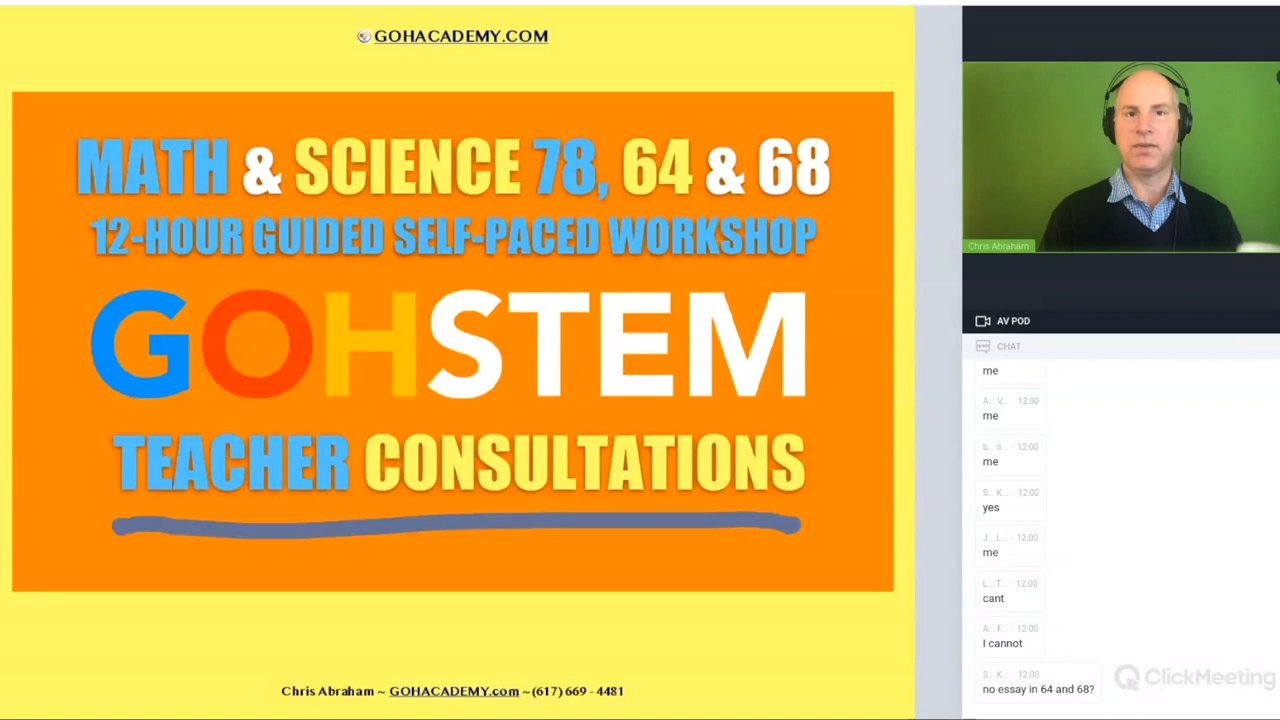 GOHACADEMY.COM
MATH & SCIENCE 78, 64 & 68
12-HOUR GUIDED SELF-PACED WORKSHOP
GOHSTEM
TEACHER CONSULTATIONS
Chris Abraham ~ GOHACADEMY.com ~(617) 669 - 4481
Chris Abraham
AV POD
CHAT
me
A... V... 12:00
me
b... d... 12:00
me
S... K... 12:00
yes
J... L... 12:00
me
L... T... 12:00
cant
A... F... 12:00
I cannot
S... K... 12:00
no essay in 64 and 68?
ClickMeeting